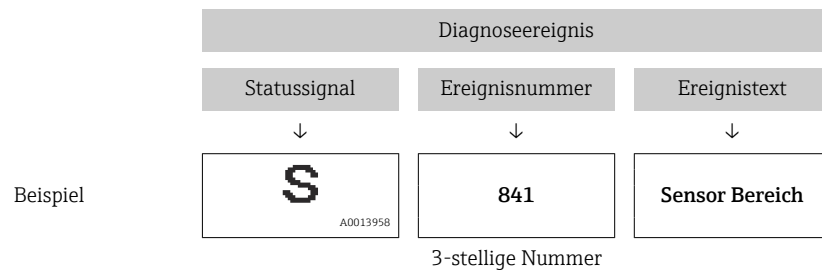 Diagnoseereignis
Statussignal Ereignisnummer Ereignistext
↓ ↓ ↓
Beispiel S 841 Sensor Bereich
A0013958
3-stellige Nummer